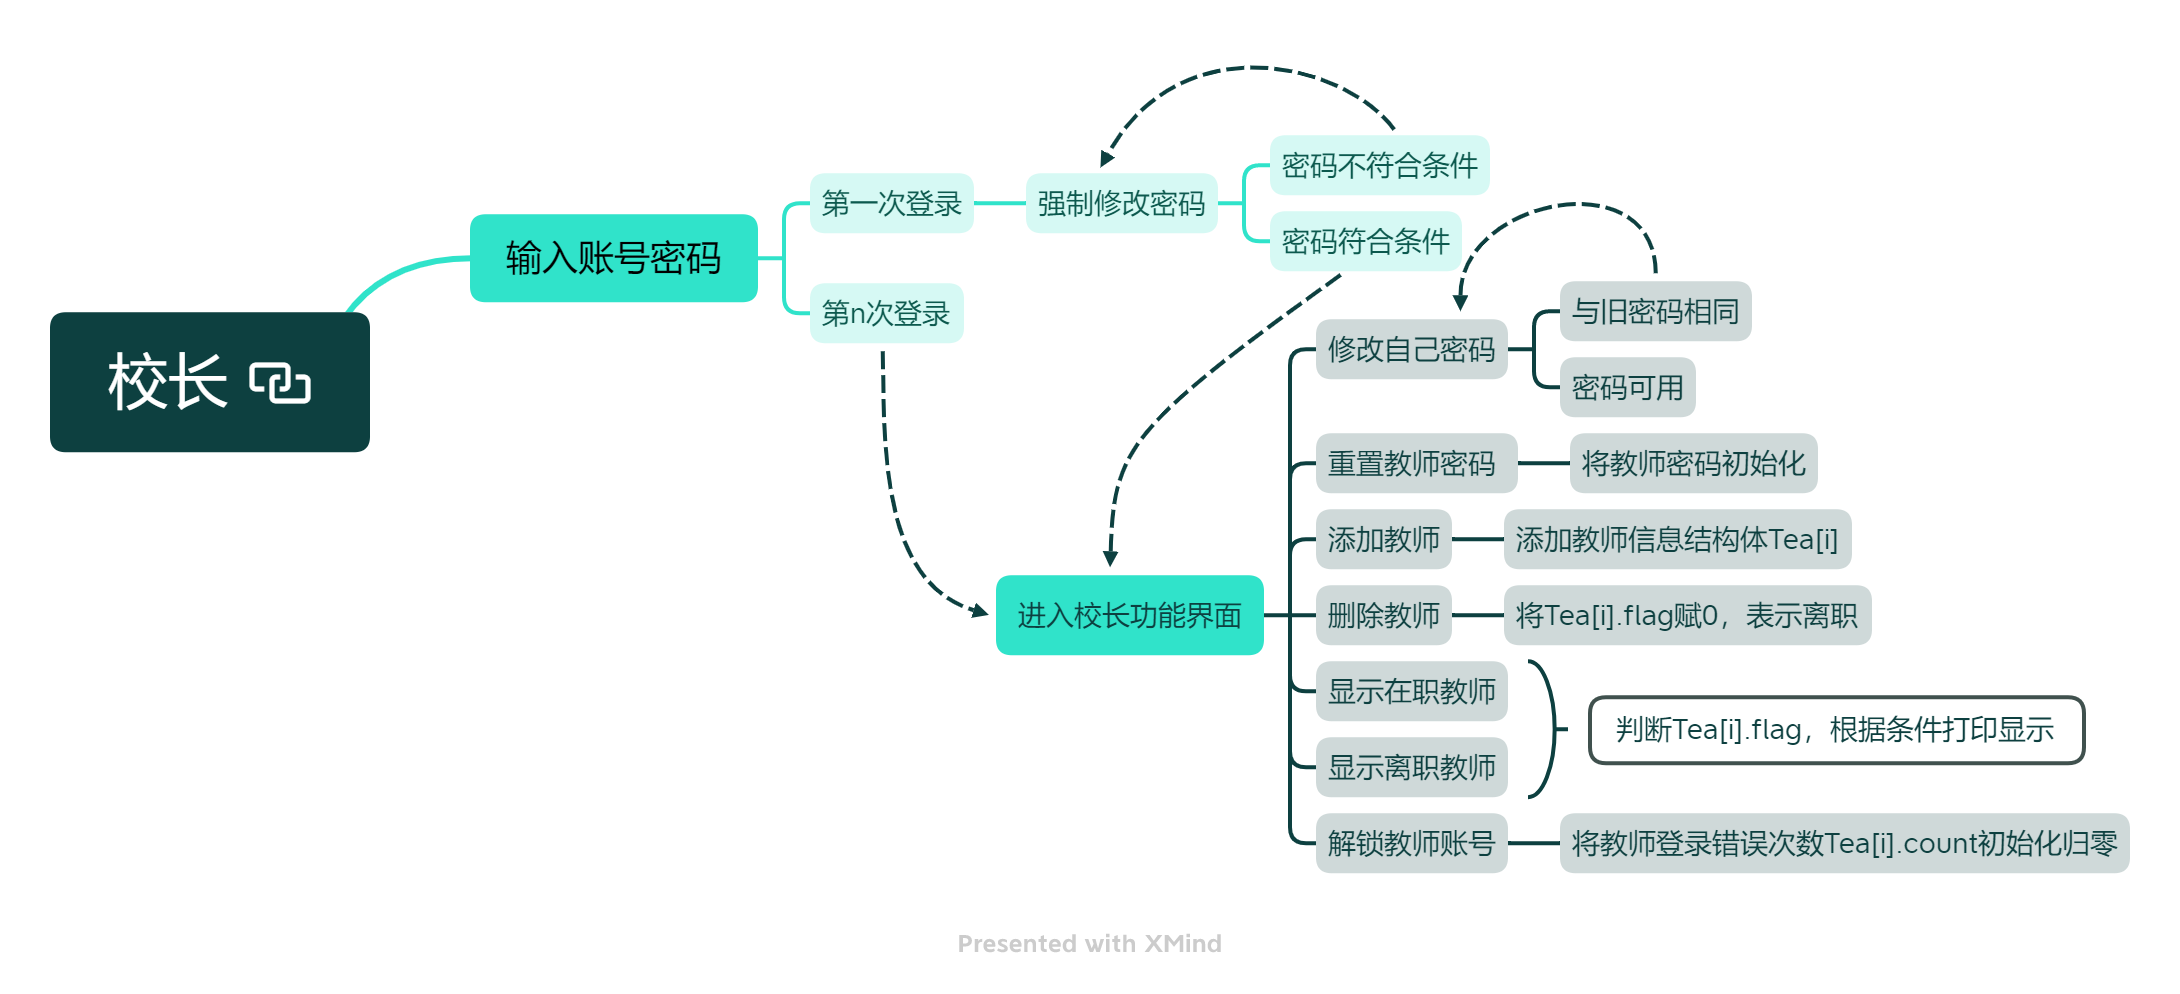 校长
输入账号密码
第一次登录
强制修改密码
密码不符合条件
密码符合条件
第n次登录
进入校长功能界面
修改自己密码
与旧密码相同
密码可用
重置教师密码
将教师密码初始化
添加教师
添加教师信息结构体Tea[i]
删除教师
将Tea[i].flag赋0，表示离职
显示在职教师
显示离职教师
判断Tea[i].flag，根据条件打印显示
解锁教师账号
将教师登录错误次数Tea[i].count初始化归零
Presented with XMind